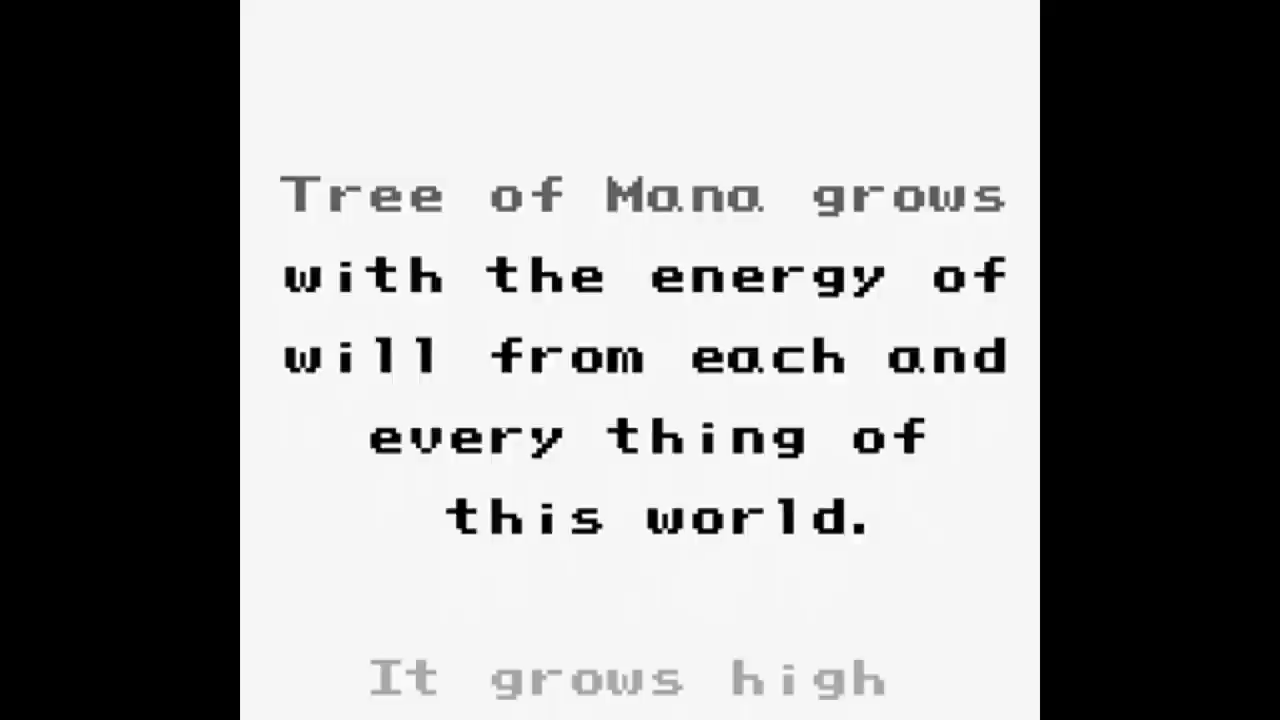 Tree of Mana grows
with the energy of
will from each and
every thing of
this world.
It grows high